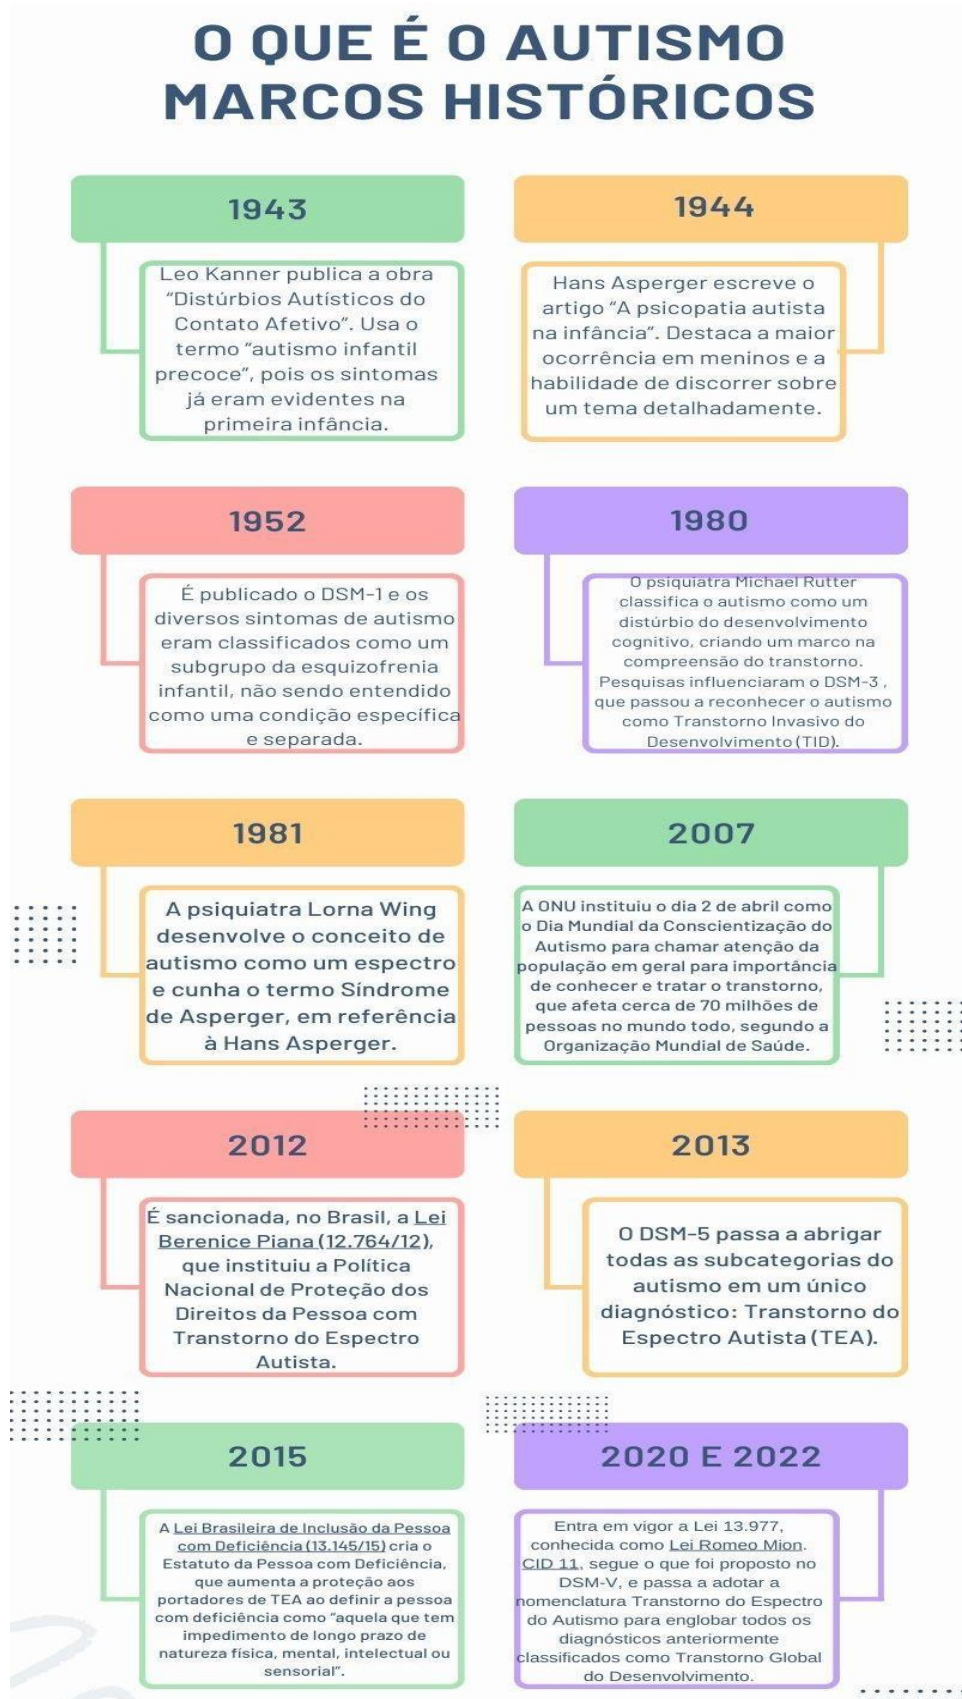 O QUE É O AUTISMO
MARCOS HISTÓRICOS
1943
Leo Kanner publica a obra
“Distúrbios Autísticos do
Contato Afetivo”. Usa o
termo “autismo infantil
precoce”, pois os sintomas
já eram evidentes na
primeira infância.
1944
Hans Asperger escreve o
artigo “A psicopatia autista
na infância”. Destaca a maior
ocorrência em meninos e a
habilidade de discorrer sobre
um tema detalhadamente.
1952
É publicado o DSM-1 e os
diversos sintomas de autismo
eram classificados como um
subgrupo da esquizofrenia
infantil, não sendo entendido
como uma condição específica
e separada.
1980
O psiquiatra Michael Rutter
classifica o autismo como um
distúrbio do desenvolvimento
cognitivo, criando um marco na
compreensão do transtorno.
Pesquisas influenciaram o DSM-3 ,
que passou a reconhecer o autismo
como Transtorno Invasivo do
Desenvolvimento (TID).
1981
A psiquiatra Lorna Wing
desenvolve o conceito de
autismo como um espectro
e cunha o termo Síndrome
de Asperger, em referência
à Hans Asperger.
2007
A ONU instituiu o dia 2 de abril como
o Dia Mundial da Conscientização do
Autismo para chamar atenção da
população em geral para importância
de conhecer e tratar o transtorno,
que afeta cerca de 70 milhões de
pessoas no mundo todo, segundo a
Organização Mundial de Saúde.
2012
É sancionada, no Brasil, a Lei
Berenice Piana (12.764/12),
que instituiu a Política
Nacional de Proteção dos
Direitos da Pessoa com
Transtorno do Espectro
Autista.
2013
O DSM-5 passa a abrigar
todas as subcategorias do
autismo em um único
diagnóstico: Transtorno do
Espectro Autista (TEA).
2015
A Lei Brasileira de Inclusão da Pessoa
com Deficiência (13.145/15) cria o
Estatuto da Pessoa com Deficiência,
que aumenta a proteção aos
portadores de TEA ao definir a pessoa
com deficiência como “aquela que tem
impedimento de longo prazo de
natureza física, mental, intelectual ou
sensorial”.
2020 E 2022
Entra em vigor a Lei 13.977,
conhecida como Lei Romeo Mion.
CID 11, segue o que foi proposto no
DSM-V, e passa a adotar a
nomenclatura Transtorno do Espectro
do Autismo para englobar todos os
diagnósticos anteriormente
classificados como Transtorno Global
do Desenvolvimento.